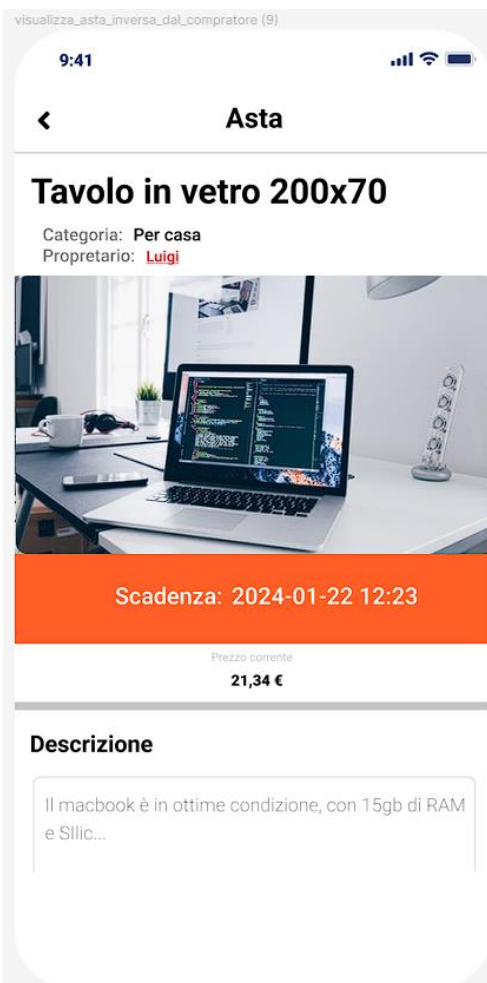 visualizza_asta_inversa_dal_compratore (9)
9:41
Asta
Tavolo in vetro 200x70
Categoria: Per casa
Propretario: Luigi
Scadenza: 2024-01-22 12:23
Prezzo corrente
21,34 €
Descrizione
Il macbook è in ottime condizione, con 15gb di RAM
e SIlic...